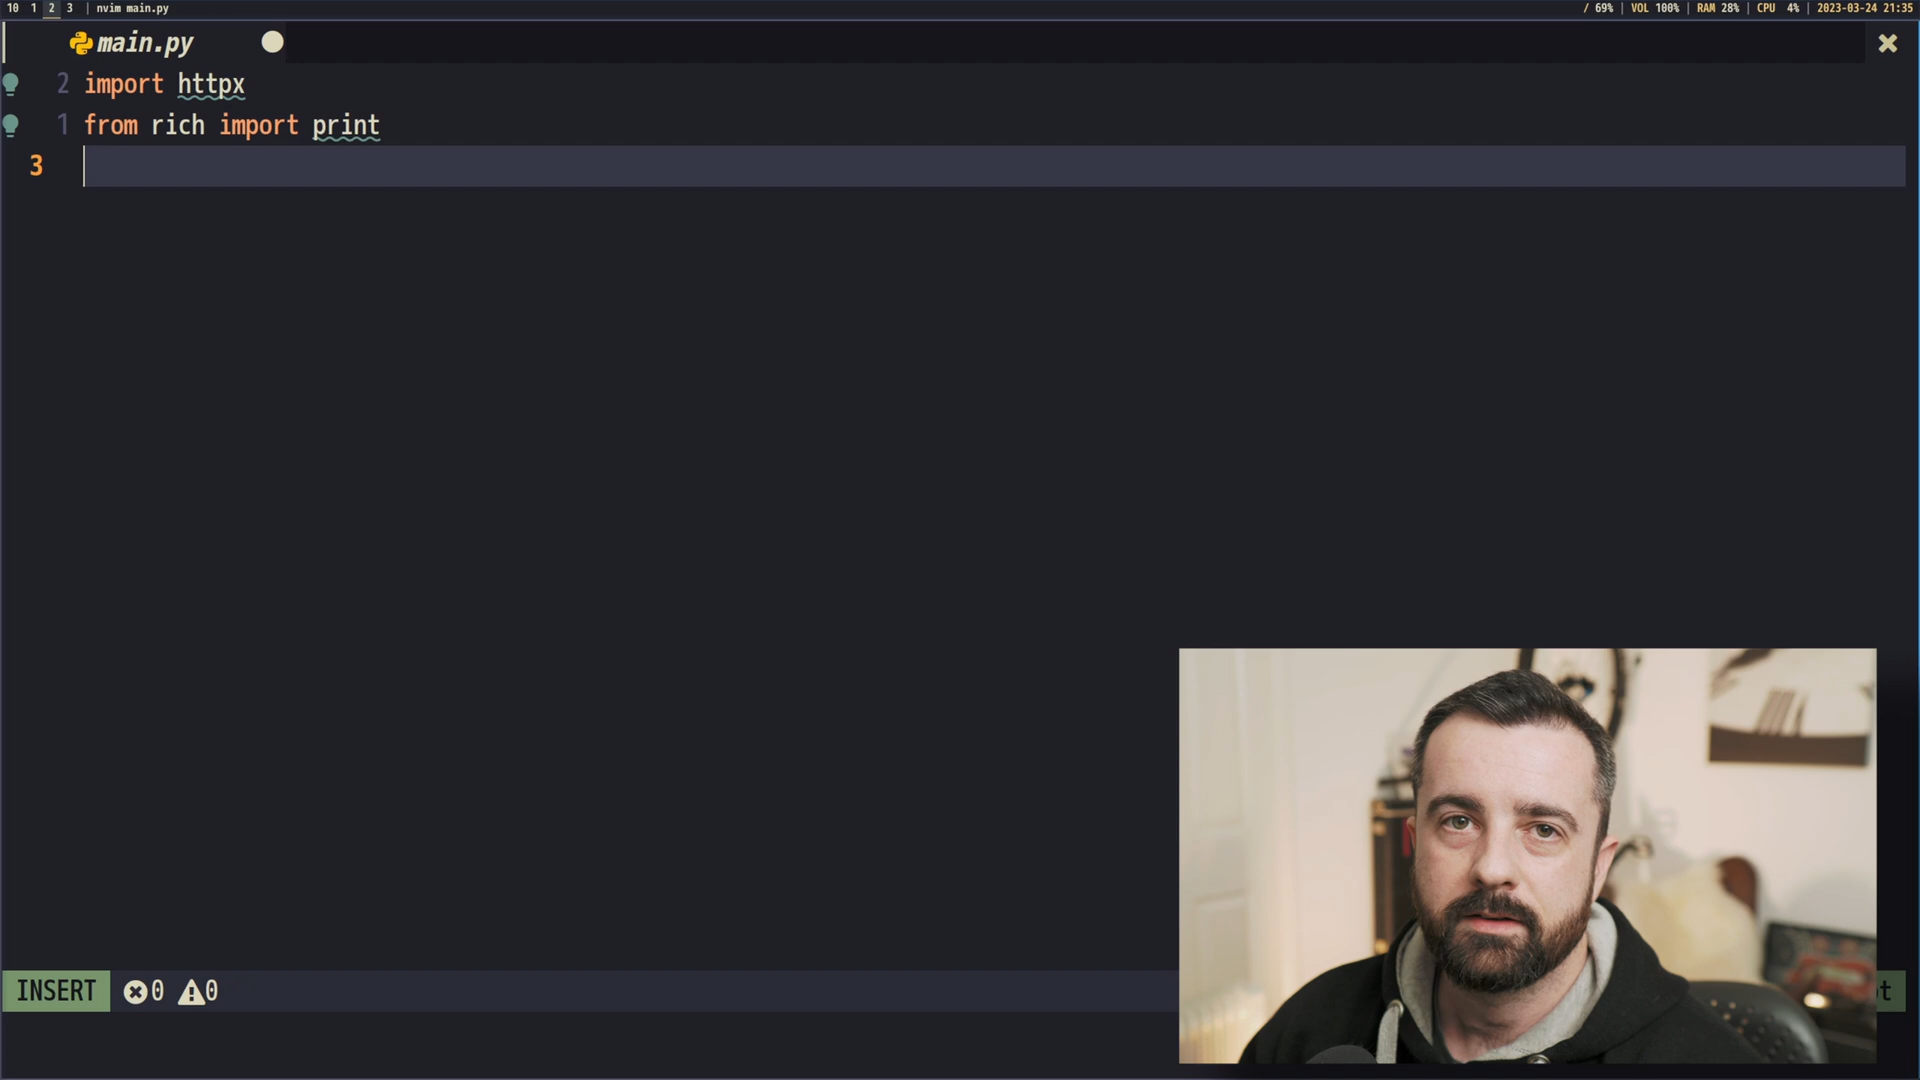 10 1 2 3 | nvim main.py
/ 69% | VOL 100% | RAM 28% | CPU 4% | 2023-03-24 21:35
main.py
2 import httpx
1 from rich import print
3
INSERT 0 0
t